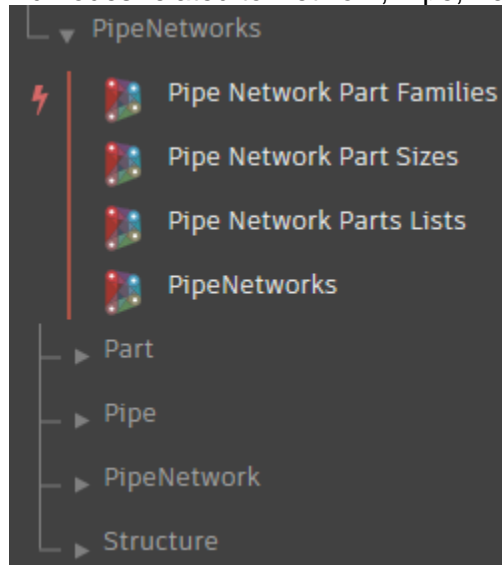 PipeNetworks
Pipe Network Part Families
Pipe Network Part Sizes
Pipe Network Parts Lists
PipeNetworks
Part
Pipe
PipeNetwork
Structure